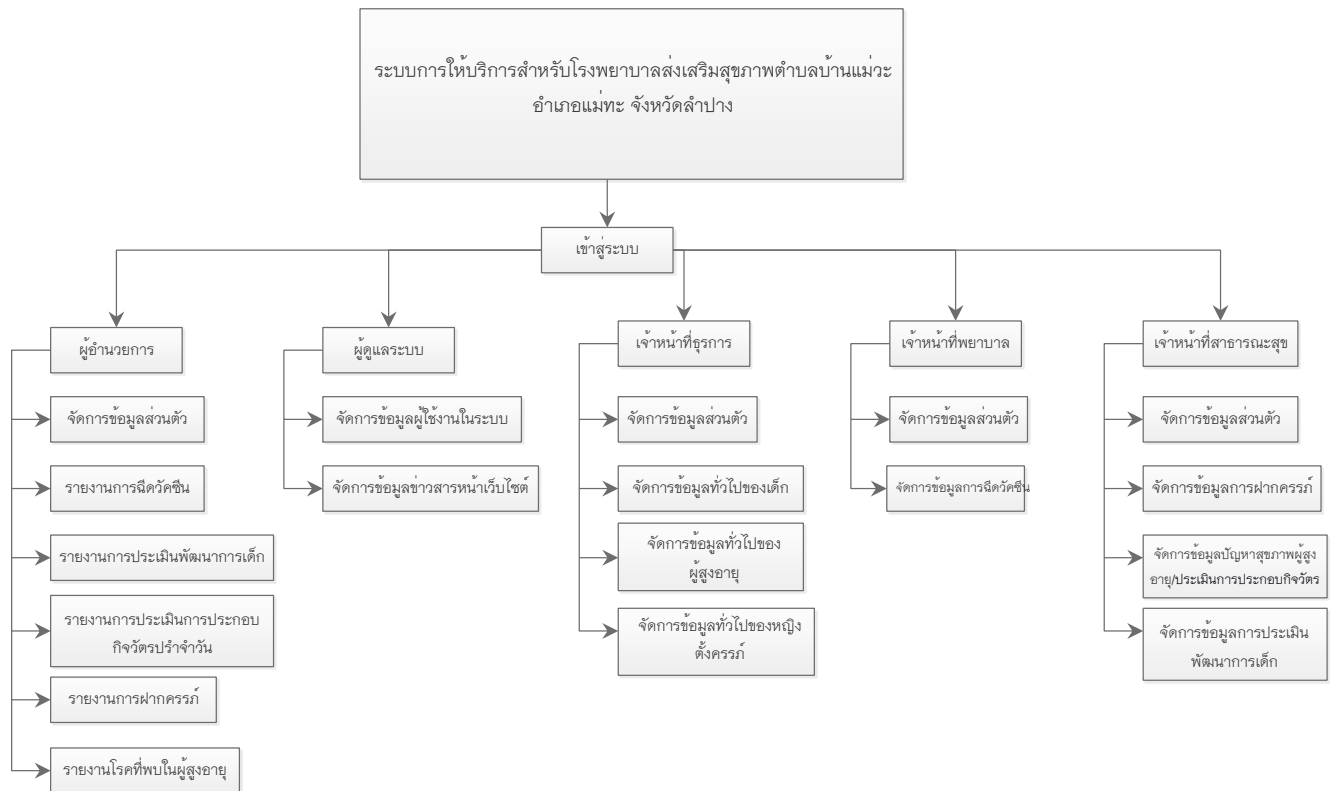 ระบบการให้บริการสำหรับโรงพยาบาลส่งเสริมสุขภาพตำบลบ้านแม่วะ
อำเภอแม่ทะ จังหวัดลำปาง
เข้าสู่ระบบ
ผู้อำนวยการ
จัดการข้อมูลส่วนตัว
รายงานการฉีดวัคซีน
รายงานการประเมินพัฒนาการเด็ก
รายงานการประเมินการประกอบ
กิจวัตรปรำจำวัน
รายงานการฝากครรภ์
รายงานโรคที่พบในผู้สูงอายุ
ผู้ดูแลระบบ
จัดการข้อมูลผู้ใช้งานในระบบ
จัดการข้อมูลข่าวสารหน้าเว็บไซต์
เจ้าหน้าที่ธุรการ
จัดการข้อมูลส่วนตัว
จัดการข้อมูลทั่วไปของเด็ก
จัดการข้อมูลทั่วไปของ
ผู้สูงอายุ
จัดการข้อมูลทั่วไปของหญิง
ตั้งครรภ์
เจ้าหน้าที่พยาบาล
จัดการข้อมูลส่วนตัว
จัดการข้อมูลการฉีดวัคซีน
เจ้าหน้าที่สาธารณะสุข
จัดการข้อมูลส่วนตัว
จัดการข้อมูลการฝากครรภ์
จัดการข้อมูลปัญหาสุขภาพผู้สูง
อายุ/ประเมินการประกอบกิจวัตร
จัดการข้อมูลการประเมิน
พัฒนาการเด็ก